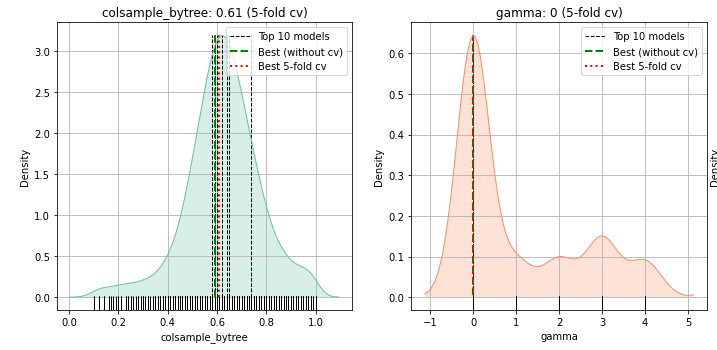 colsample_bytree: 0.61 (5-fold cv)
Top 10 models
Best (without cv)
Best 5-fold cv
3.0
2.5
2.0
1.5
1.0
0.5
0.0
Density
0.0 0.2 0.4 0.6 0.8 1.0
colsample_bytree
gamma: 0 (5-fold cv)
Top 10 models
Best (without cv)
Best 5-fold cv
0.6
0.5
0.4
0.3
0.2
0.1
0.0
Density
−1 0 1 2 3 4 5
gamma
Density